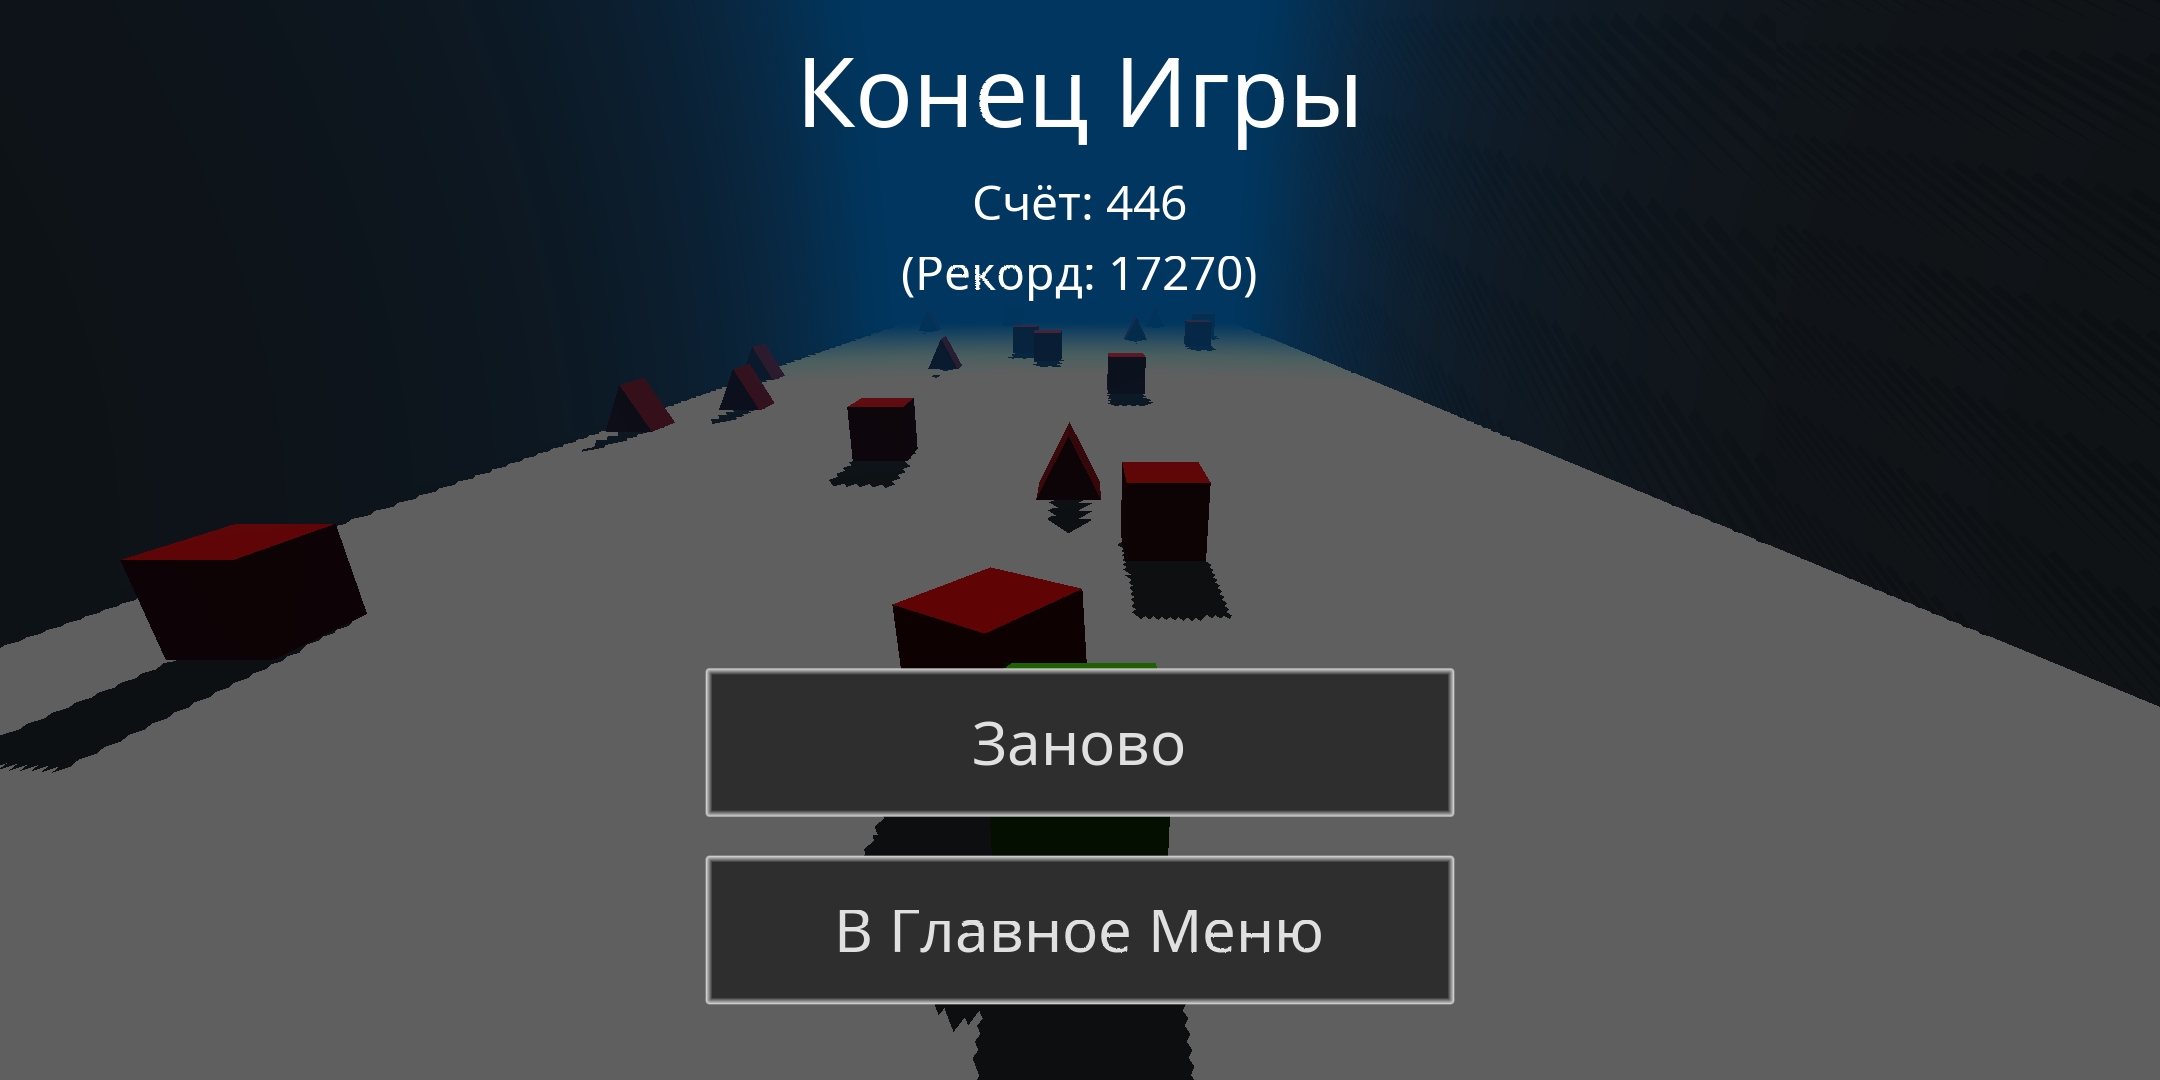 Конец Игры
Счёт: 446
(Рекорд: 17270)
Заново
В Главное Меню